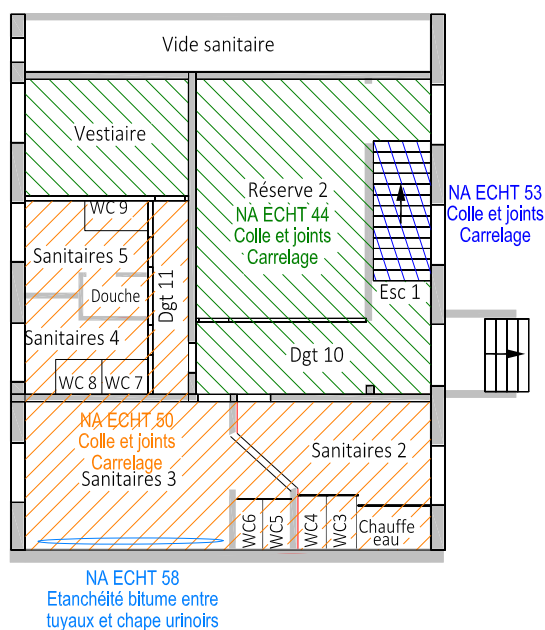 Vide sanitaire
Vestiaire
Réserve 2
NA ECHT 44
Colle et joints
Carrelage
NA ECHT 53
Colle et joints
Carrelage
WC 9
Sanitaires 5
Douche
Dgt 11
Esc 1
Sanitaires 4
Dgt 10
WC 8
WC 7
NA ECHT 50
Colle et joints
Carrelage
Sanitaires 3
Sanitaires 2
WC6
WC5
WC4
WC3
Chauffe
eau
NA ECHT 58
Etanchéité bitume entre
tuyaux et chape urinoirs